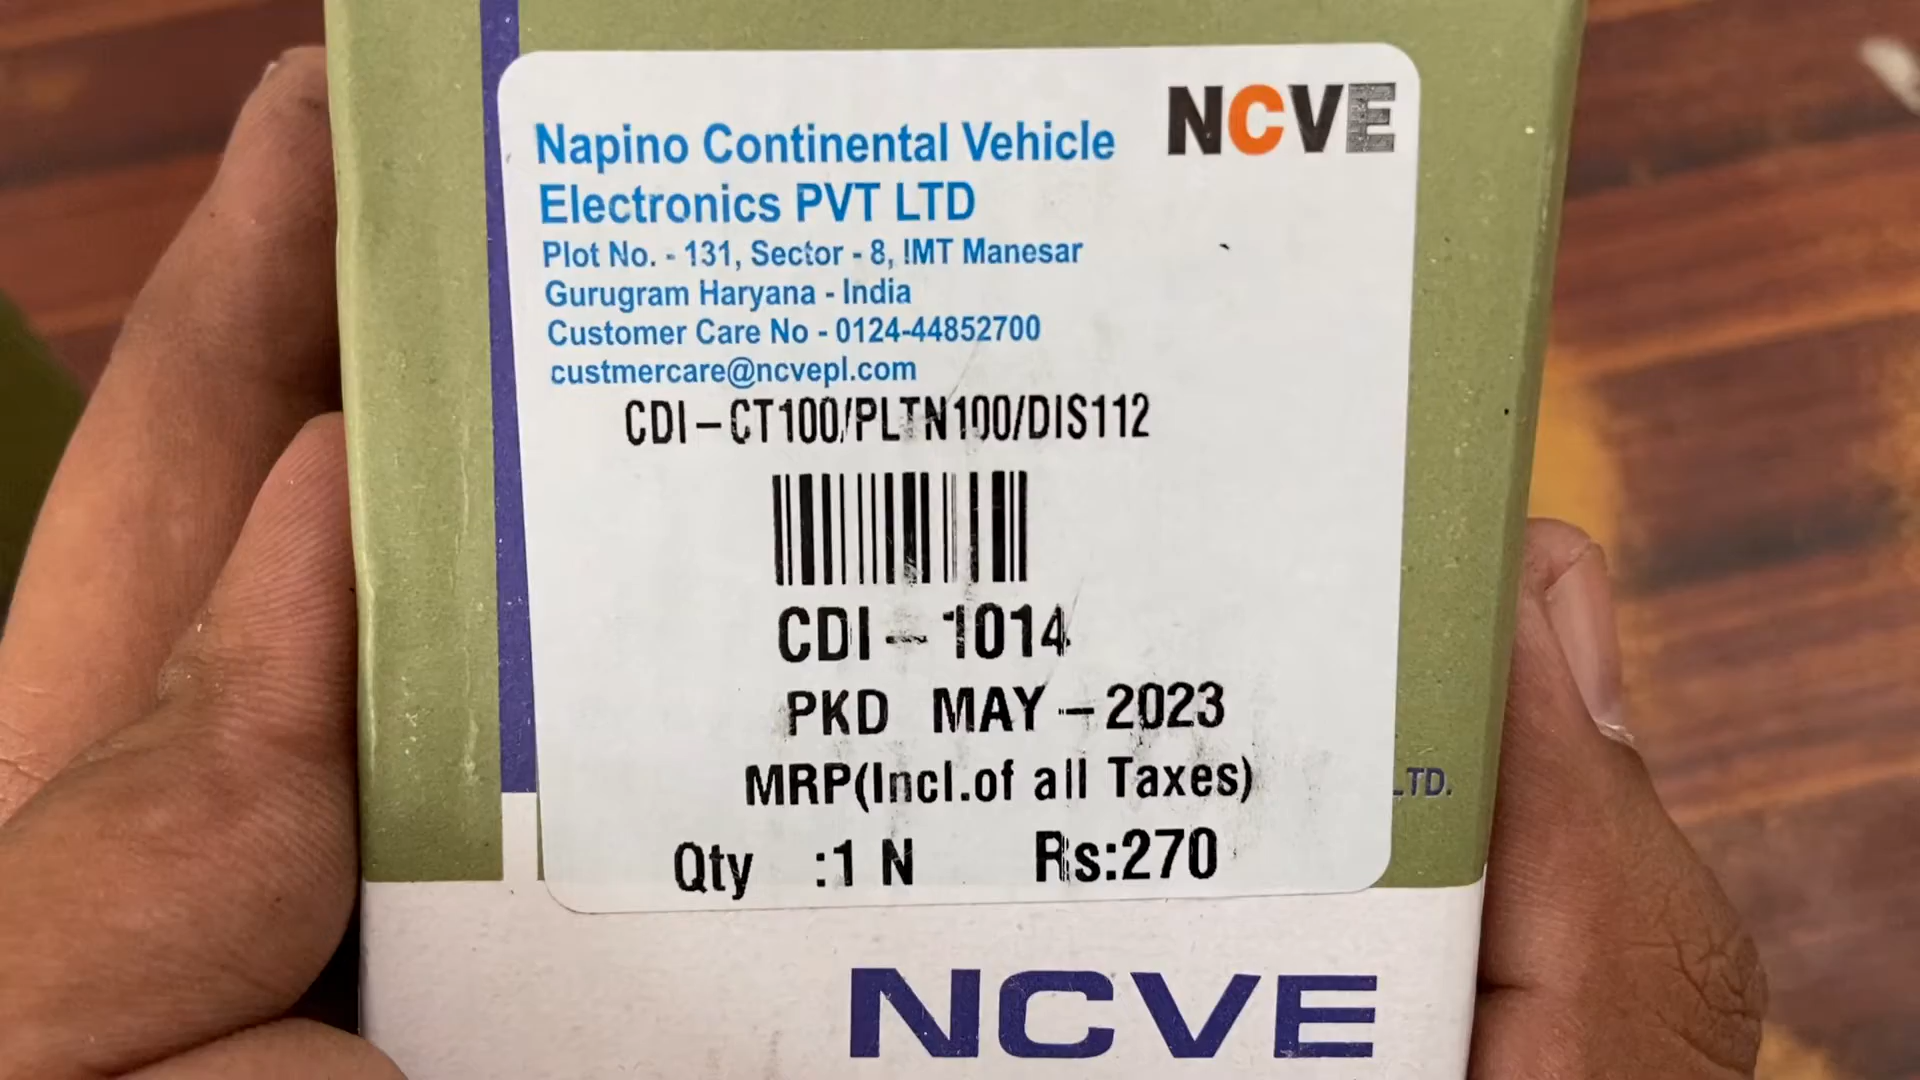 NCVE
Napino Continental Vehicle
Electronics PVT LTD
Plot No. - 131, Sector - 8, IMT Manesar
Gurugram Haryana - India
Customer Care No - 0124-44852700
custmercare@ncvepl.com
CDI-CT100/PLTN100/DIS112
CDI-1014
PKD MAY-2023
MRP(Incl.of all Taxes)
LTD.
Qty :1 N Rs:270
NCVE